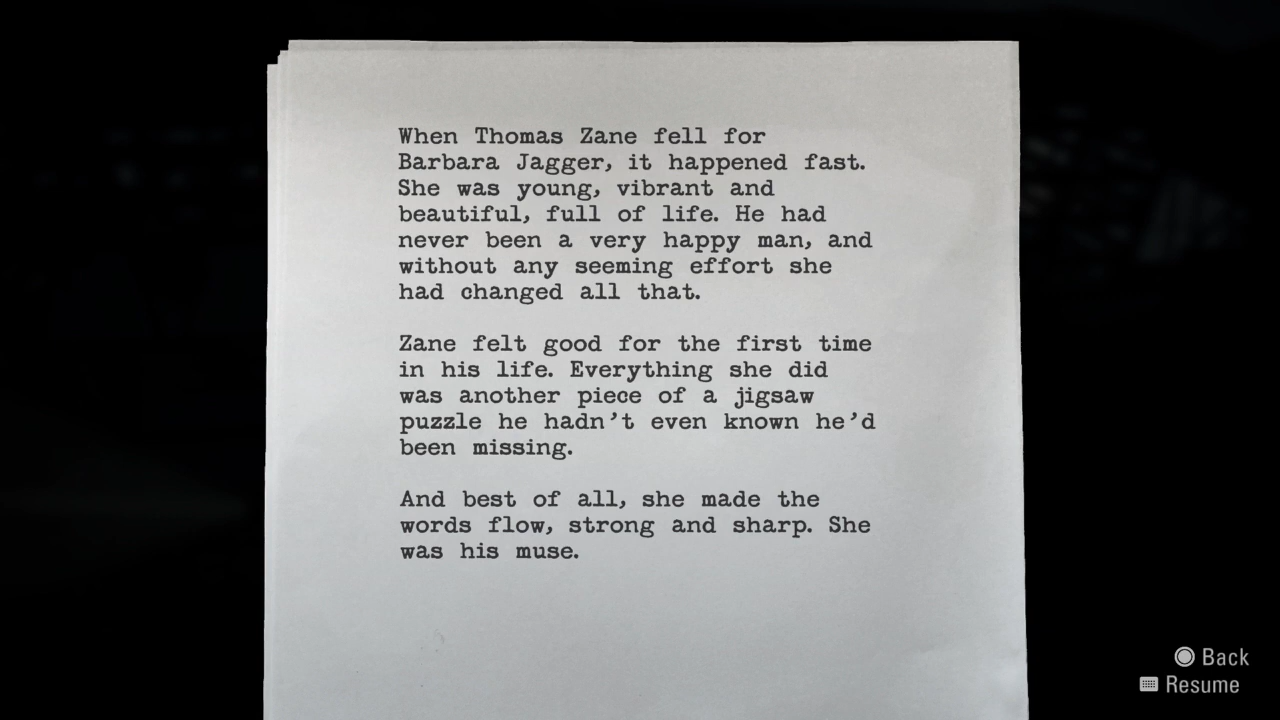 When Thomas Zane fell for
Barbara Jagger, it happened fast.
She was young, vibrant and
beautiful, full of life. He had
never been a very happy man, and
without any seeming effort she
had changed all that.
Zane felt good for the first time
in his life. Everything she did
was another piece of a jigsaw
puzzle he hadn’t even known he’d
been missing.
And best of all, she made the
words flow, strong and sharp. She
was his muse.
Back
Resume